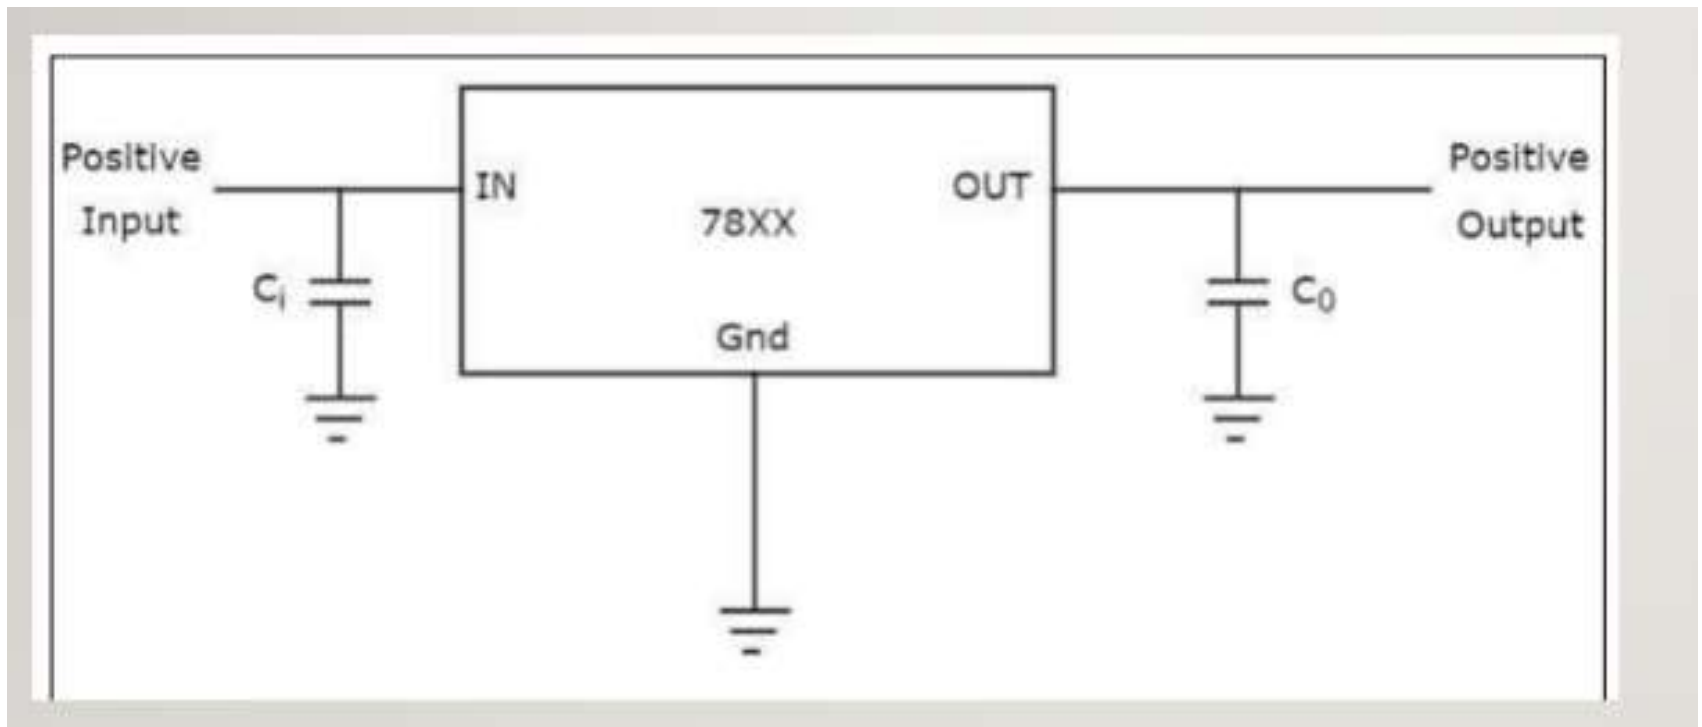 Positive
Input
IN
78XX
OUT
Gnd
Positive
Output
Ci
C0